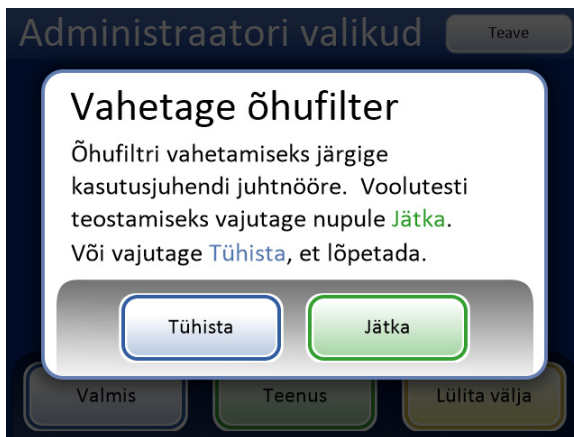 Administraatori valikud
Teave
Vahetage õhufilter
Õhufiltri vahetamiseks järgige
kasutusjuhendi juhtnööre.  Voolutesti
teostamiseks vajutage nupule Jätka.
Või vajutage Tühista, et lõpetada.
Tühista
Jätka
Valmis
Teenus
Lülita välja